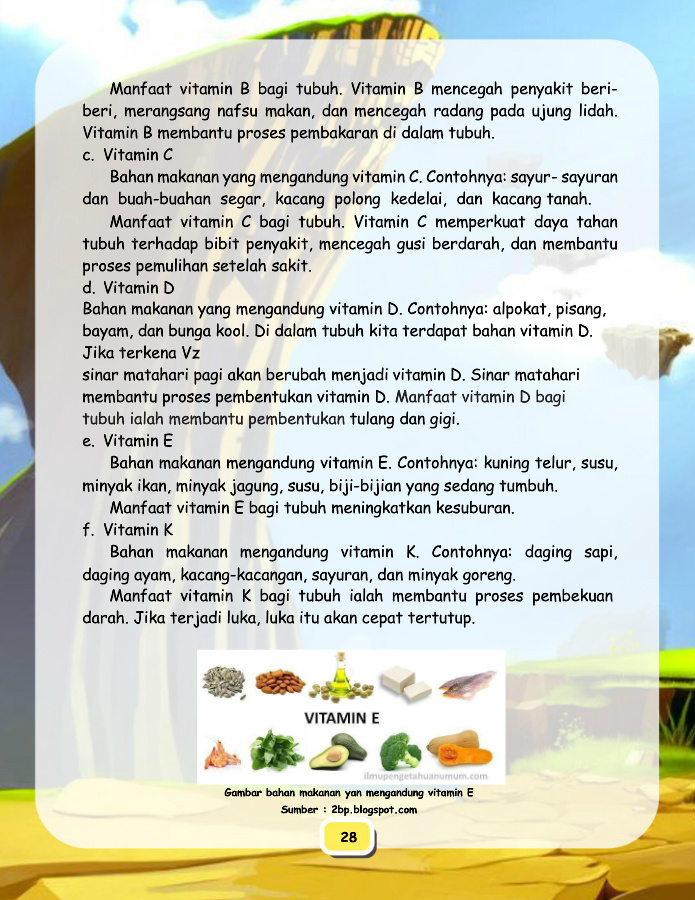 Manfaat vitamin B bagi tubuh. Vitamin B mencegah penyakit beri-
beri, merangsang nafsu makan, dan mencegah radang pada ujung lidah.
Vitamin B membantu proses pembakaran di dalam tubuh.
c. Vitamin C
Bahan makanan yang mengandung vitamin C. Contohnya: sayur- sayuran
dan buah-buahan segar, kacang polong kedelai, dan kacang tanah.
Manfaat vitamin C bagi tubuh. Vitamin C memperkuat daya tahan
tubuh terhadap bibit penyakit, mencegah gusi berdarah, dan membantu
proses pemulihan setelah sakit.
d. Vitamin D
Bahan makanan yang mengandung vitamin D. Contohnya: alpokat, pisang,
bayam, dan bunga kool. Di dalam tubuh kita terdapat bahan vitamin D.
Jika terkena Vz
sinar matahari pagi akan berubah menjadi vitamin D. Sinar matahari
membantu proses pembentukan vitamin D. Manfaat vitamin D bagi
tubuh ialah membantu pembentukan tulang dan gigi.
e. Vitamin E
Bahan makanan mengandung vitamin E. Contohnya: kuning telur, susu,
minyak ikan, minyak jagung, susu, biji-bijian yang sedang tumbuh.
Manfaat vitamin E bagi tubuh meningkatkan kesuburan.
f. Vitamin K
Bahan makanan mengandung vitamin K. Contohnya: daging sapi,
daging ayam, kacang-kacangan, sayuran, dan minyak goreng.
Manfaat vitamin K bagi tubuh ialah membantu proses pembekuan
darah. Jika terjadi luka, luka itu akan cepat tertutup.
VITAMIN E
ilmupengetahuanumum.com
Gambar bahan makanan yan mengandung vitamin E
Sumber : 2bp.blogspot.com
28